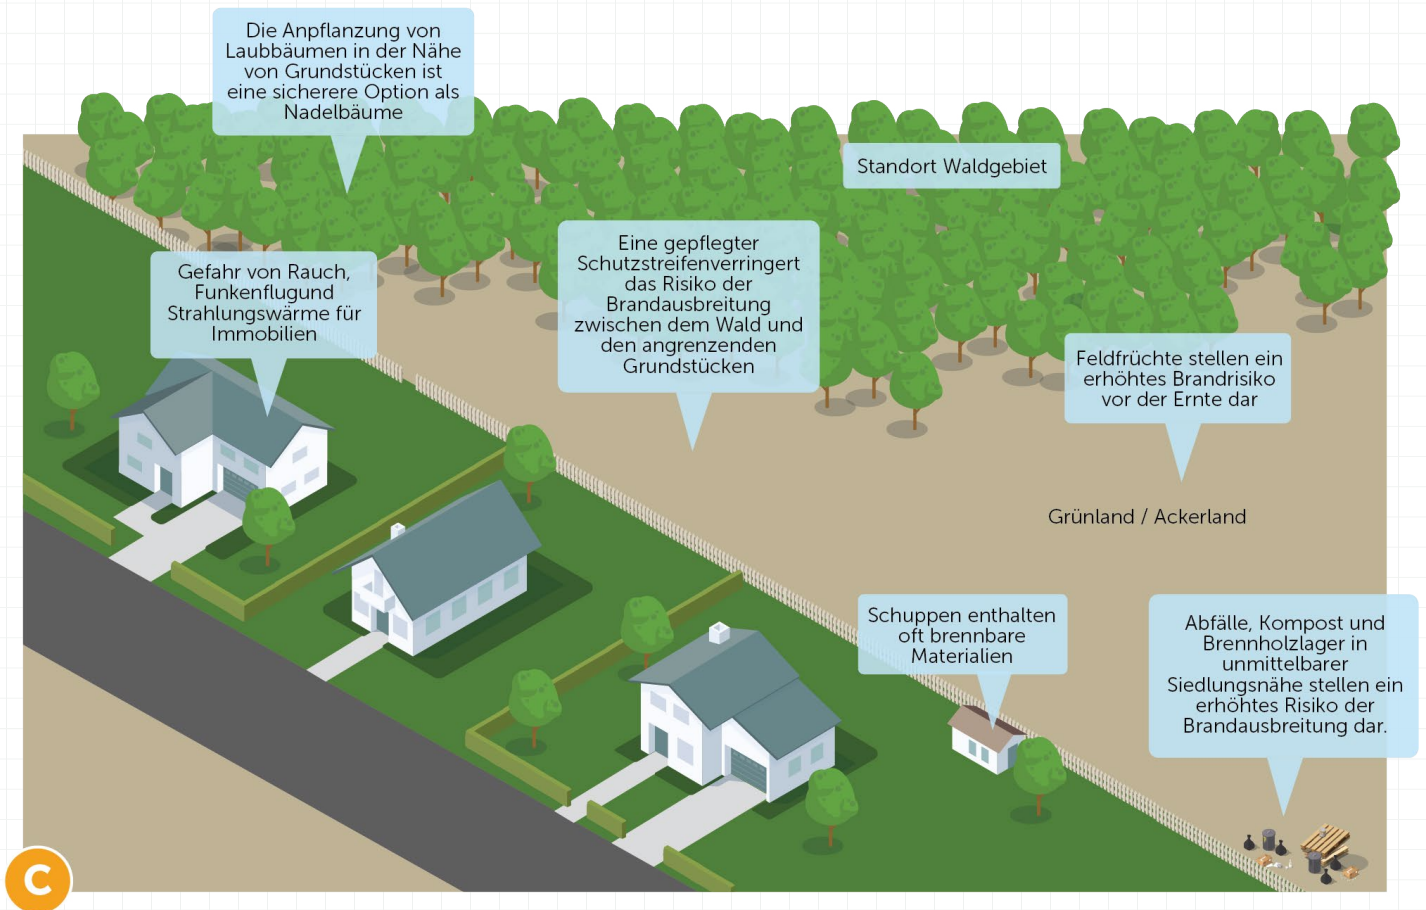 Die Anpflanzung von
Laubbäumen in der Nähe
von Grundstücken ist
eine sicherere Option als
Nadelbäume
Standort Waldgebiet
Eine gepflegter
Schutzstreifenverringert
das Risiko der
Brandausbreitung
zwischen dem Wald und
den angrenzenden
Grundstücken
Gefahr von Rauch,
Funkenflugund
Strahlungswärme für
Immobilien
Feldfrüchte stellen ein
erhöhtes Brandrisiko
vor der Ernte dar
Grünland / Ackerland
Schuppen enthalten
oft brennbare
Materialien
Abfälle, Kompost und
Brennholzlager in
unmittelbarer
Siedlungsnähe stellen ein
erhöhtes Risiko der
Brandausbreitung dar.
C